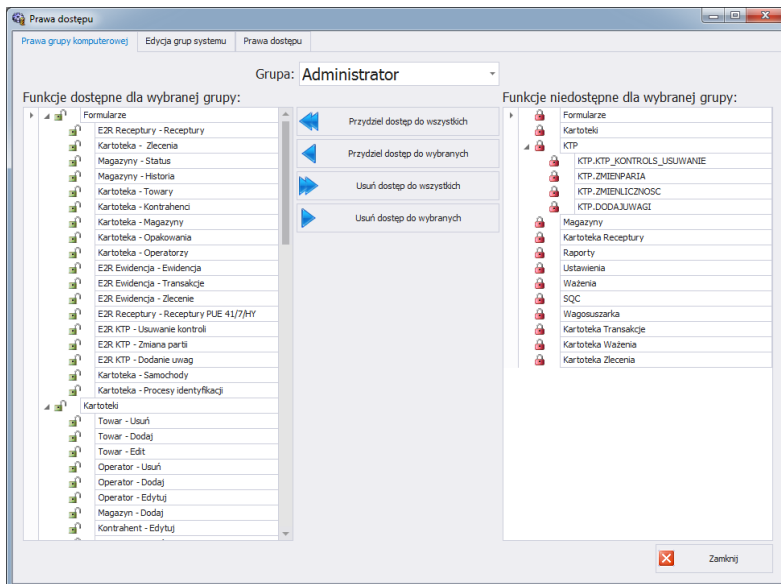 Prawa dostępu
Prawa grupy komputerowej Edycja grup systemu Prawa dostępu
Grupa: Administrator
Funkcje dostępne dla wybranej grupy:
Formularze
E2R Receptury - Receptury
Kartoteka - Zlecenia
Magazyny - Status
Magazyny - Historia
Kartoteka - Towary
Kartoteka - Kontrahenci
Kartoteka - Magazyny
Kartoteka - Opakowania
Kartoteka - Operatorzy
E2R Ewidencja - Ewidencja
E2R Ewidencja - Transakcje
E2R Ewidencja - Zlecenie
E2R Receptury - Receptury PUE 41/7/HY
E2R KTP - Usuwanie kontroli
E2R KTP - Zmiana partii
E2R KTP - Dodanie uwag
Kartoteka - Samochody
Kartoteka - Procesy identyfikacji
Kartoteki
Towar - Usuń
Towar - Dodaj
Towar - Edit
Operator - Usuń
Operator - Dodaj
Operator - Edytuj
Magazyn - Dodaj
Kontrahent - Edytuj
Przydziel dostęp do wszystkich
Przydziel dostęp do wybranych
Usuń dostęp do wszystkich
Usuń dostęp do wybranych
Funkcje niedostępne dla wybranej grupy:
Formularze
Kartoteki
KTP
KTP.KTP_KONTROLS_USUWANIE
KTP.ZMIENPARIA
KTP.ZMIENLICZNOSC
KTP.DODAJUWAGI
Magazyny
Kartoteka Receptury
Raporty
Ustawienia
Ważenia
SQC
Wagosuszarka
Kartoteka Transakcje
Kartoteka Ważenia
Kartoteka Zlecenia
Zamknij